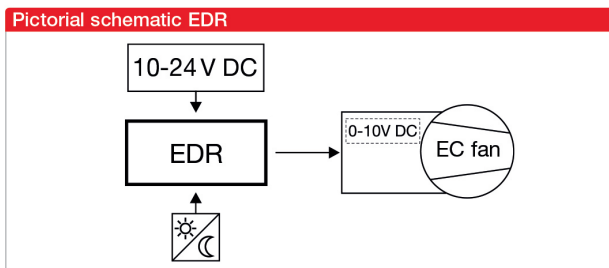 Pictorial schematic EDR
10-24 V DC
EDR
0-10V DC
EC fan